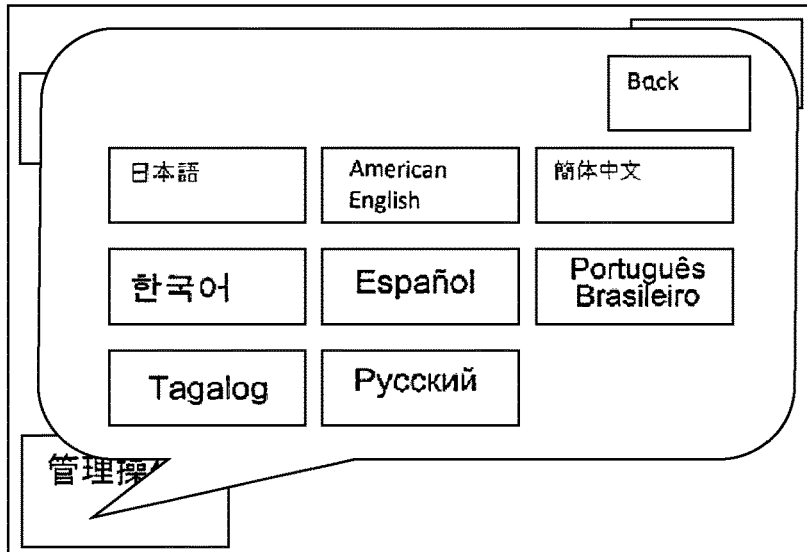 Back
日本語
American
English
簡体中文
한국어
Español
Português
Brasileiro
Tagalog
Русский
管理操